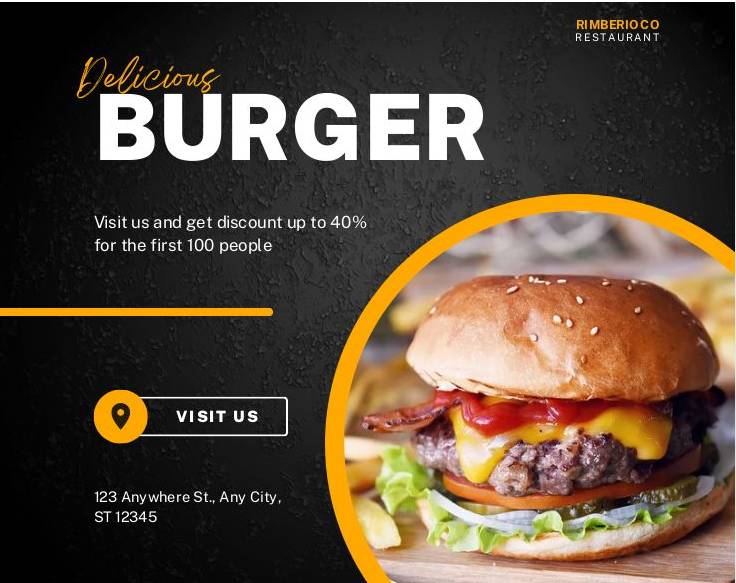 RIMBERIOCO
RESTAURANT
Delicious
BURGER
Visit us and get discount up to 40%
for the first 100 people
VISIT US
123 Anywhere St., Any City,
ST 12345